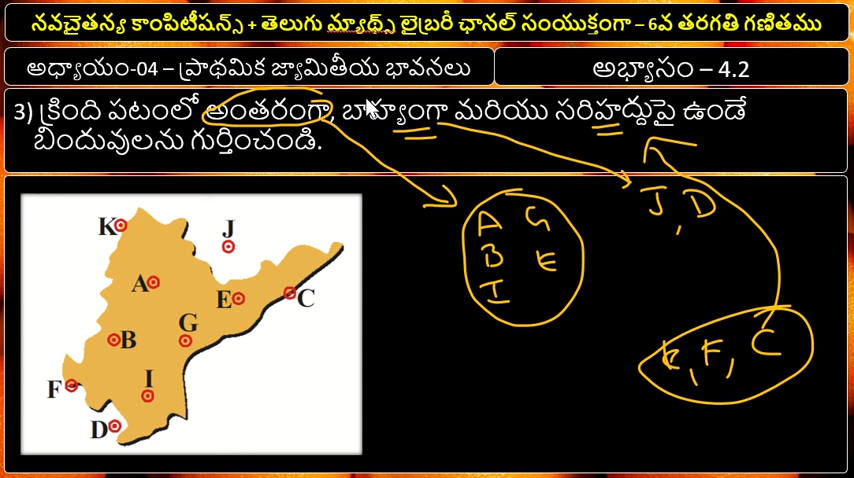 నవచైతన్య కాంపిటీషన్స్ + తెలుగు మ్యాథ్స్ లైబ్రరీ ఛానల్ సంయుక్తంగా – 6వ తరగతి గణితము
అధ్యాయం-04 – ప్రాథమిక జ్యామితీయ భావనలు
అభ్యాసం – 4.2
3) క్రింది పటంలో అంతరంగా, బాహ్యంగా మరియు సరిహద్దుపై ఉండే
బిందువులను గుర్తించండి.
K
J
A
E
C
B
G
F
I
D
A G
B E
I
J, D
K, F, C